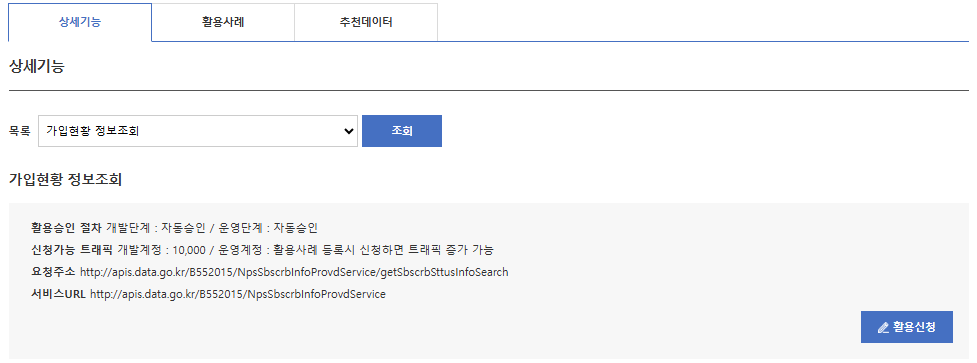 상세기능 활용사례 추천데이터
상세기능
목록 가입현황 정보조회 조회
가입현황 정보조회
활용승인 절차 개발단계 : 자동승인 / 운영단계 : 자동승인
신청가능 트래픽 개발계정 : 10,000 / 운영계정 : 활용사례 등록시 신청하면 트래픽 증가 가능
요청주소 http://apis.data.go.kr/B552015/NpsSbscrbInfoProvdService/getSbscrbSttusInfoSearch
서비스URL http://apis.data.go.kr/B552015/NpsSbscrbInfoProvdService
활용신청